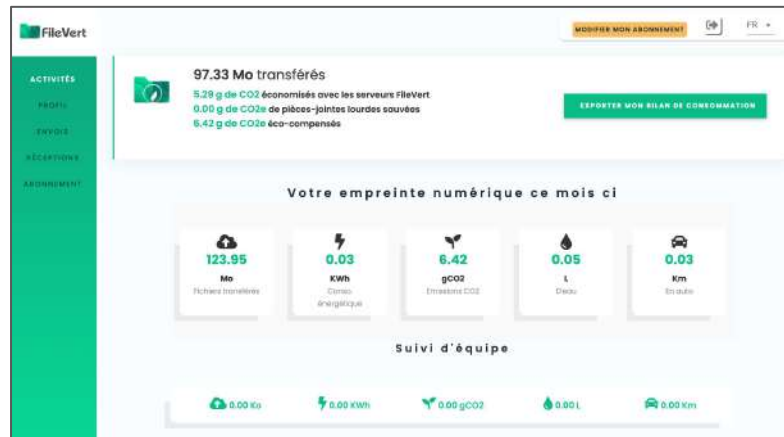 FileVert
MODIFIER MON ABONNEMENT
FR
ACTIVITÉS
PROFIL
ENVOIS
RÉCEPTIONS
ABONNEMENT
97.33 Mo transférés
5.29 g de CO2 économisés avec les serveurs FileVert
0.00 g de CO2e de pièces-jointes lourdes sauvées
6.42 g de CO2e éco-compensés
EXPORTER MON BILAN DE CONSOMMATION
Votre empreinte numérique ce mois ci
123.95
Mo
Fichiers transférés
0.03
KWh
Conso
énergétique
6.42
gCO2
Emissions CO2
0.05
L
D'eau
0.03
Km
En auto
Suivi d'équipe
0.00 Ko
0.00 KWh
0.00 gCO2
0.00 L
0.00 Km